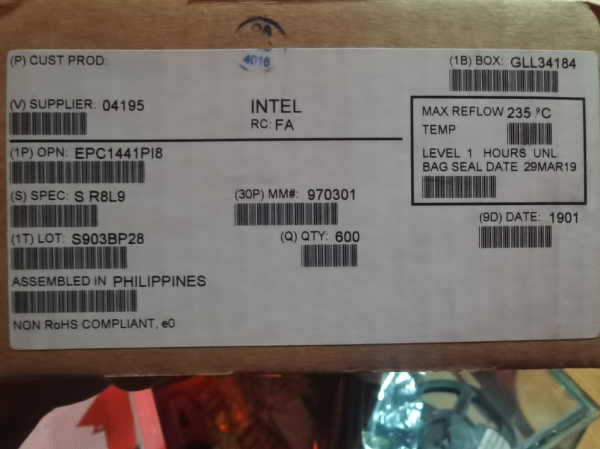 QA
4016
(P) CUST PROD:
(1B) BOX: GLL34184
(V) SUPPLIER: 04195
INTEL
RC: FA
MAX REFLOW 235 °C
TEMP
LEVEL 1 HOURS UNL
BAG SEAL DATE 29MAR19
(1P) OPN: EPC1441PI8
(S) SPEC: S R8L9
(30P) MM#: 970301
(9D) DATE: 1901
(1T) LOT: S903BP28
(Q) QTY: 600
ASSEMBLED IN PHILIPPINES
NON RoHS COMPLIANT, e0